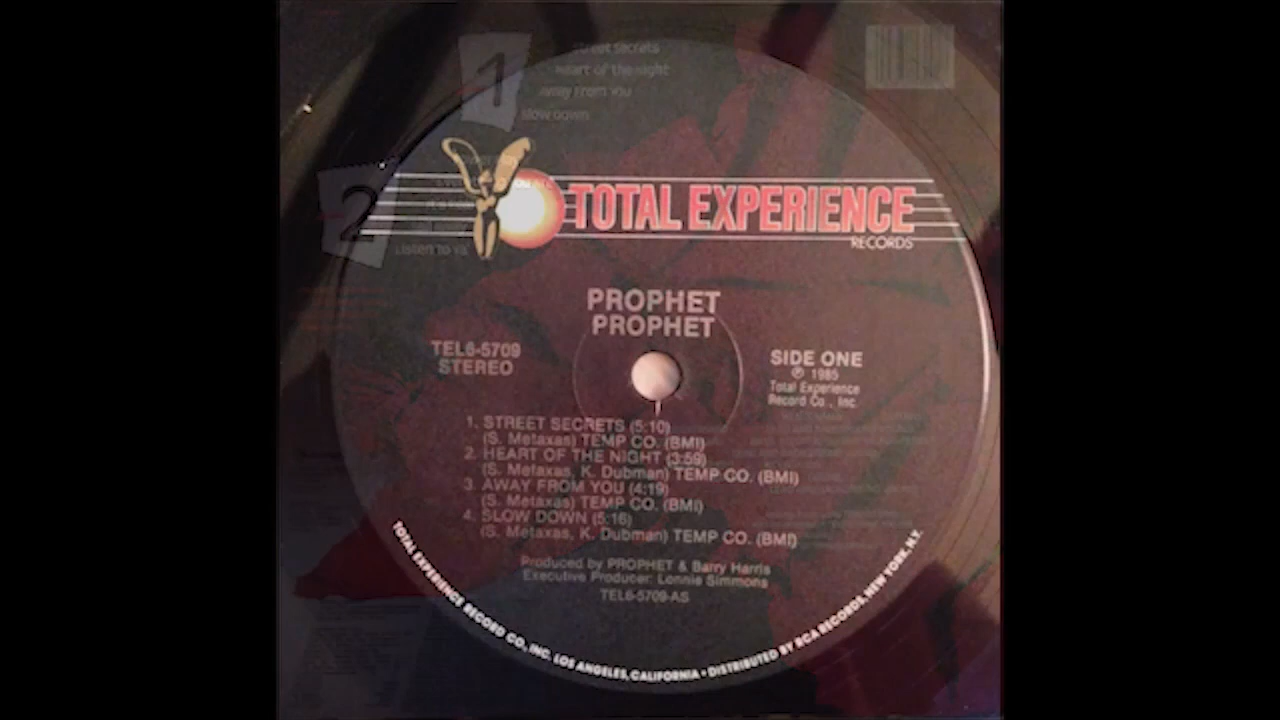 1
street secrets
heart of the night
away from you
slow down
2
Listen to Ya
TOTAL EXPERIENCE
RECORDS
PROPHET
PROPHET
TEL6-5709
STEREO
SIDE ONE
℗ 1985
Total Experience
Record Co., Inc.
1. STREET SECRETS (5:10)
(S. Metaxas) TEMP CO. (BMI)
2. HEART OF THE NIGHT (3:59)
(S. Metaxas, K. Dubman) TEMP CO. (BMI)
3. AWAY FROM YOU (4:19)
(S. Metaxas) TEMP CO. (BMI)
4. SLOW DOWN (5:16)
(S. Metaxas, K. Dubman) TEMP CO. (BMI)
Produced by PROPHET & Barry Harris
Executive Producer: Lonnie Simmons
TEL6-5709-AS
TOTAL EXPERIENCE RECORD CO., INC. LOS ANGELES, CALIFORNIA • DISTRIBUTED BY RCA RECORDS, NEW YORK, N.Y.